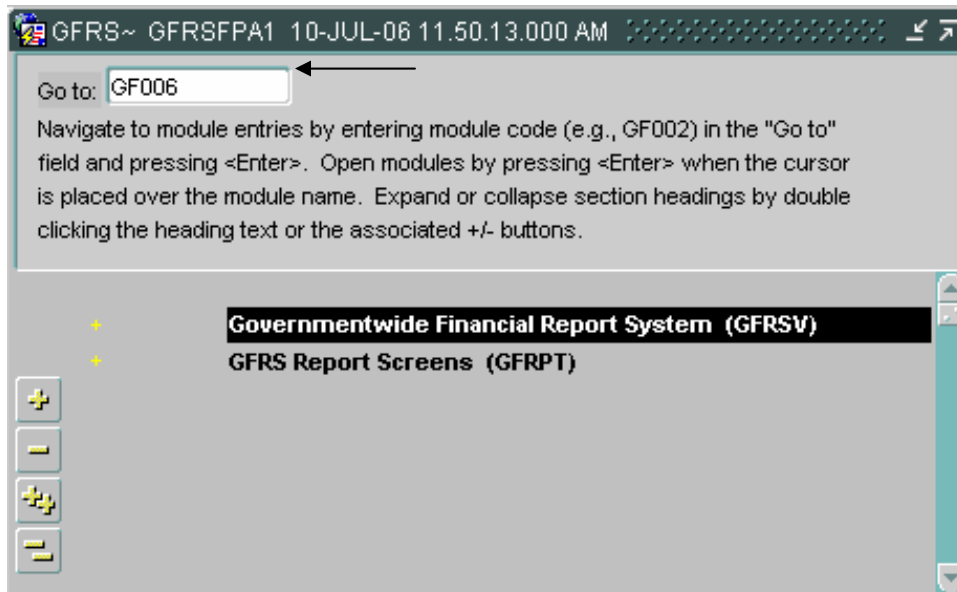 GFRS~ GFRSFPA1 10-JUL-06 11.50.13.000 AM
Go to: GF006
Navigate to module entries by entering module code (e.g., GF002) in the "Go to"
field and pressing <Enter>. Open modules by pressing <Enter> when the cursor
is placed over the module name. Expand or collapse section headings by double
clicking the heading text or the associated +/- buttons.
+ Governmentwide Financial Report System (GFRSV)
+ GFRS Report Screens (GFRPT)